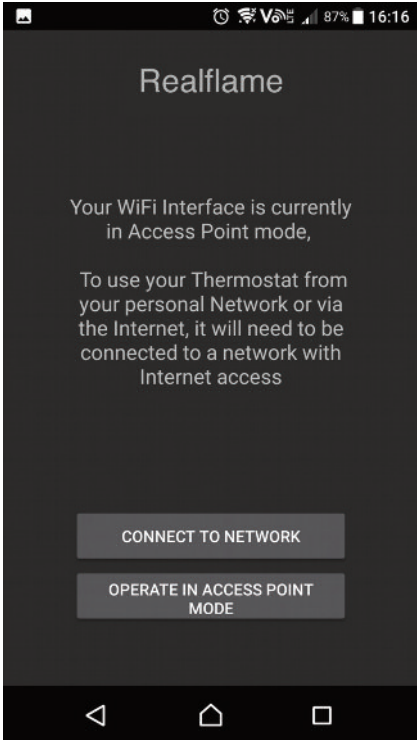 87% 16:16
Realflame
Your WiFi Interface is currently
in Access Point mode,
To use your Thermostat from
your personal Network or via
the Internet, it will need to be
connected to a network with
Internet access
CONNECT TO NETWORK
OPERATE IN ACCESS POINT
MODE